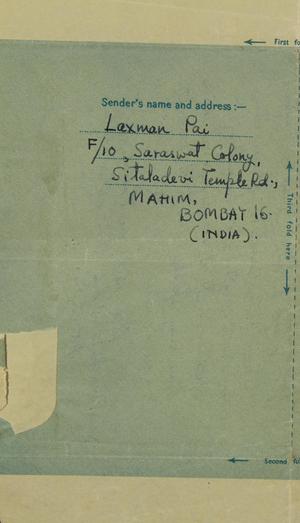 First fo
Sender's name and address :—
Laxman Pai
F/10, Saraswat Colony,
Sitaladevi Temple Rd.,
MAHIM,
BOMBAY 16.
(INDIA).
Third fold here
Second fo